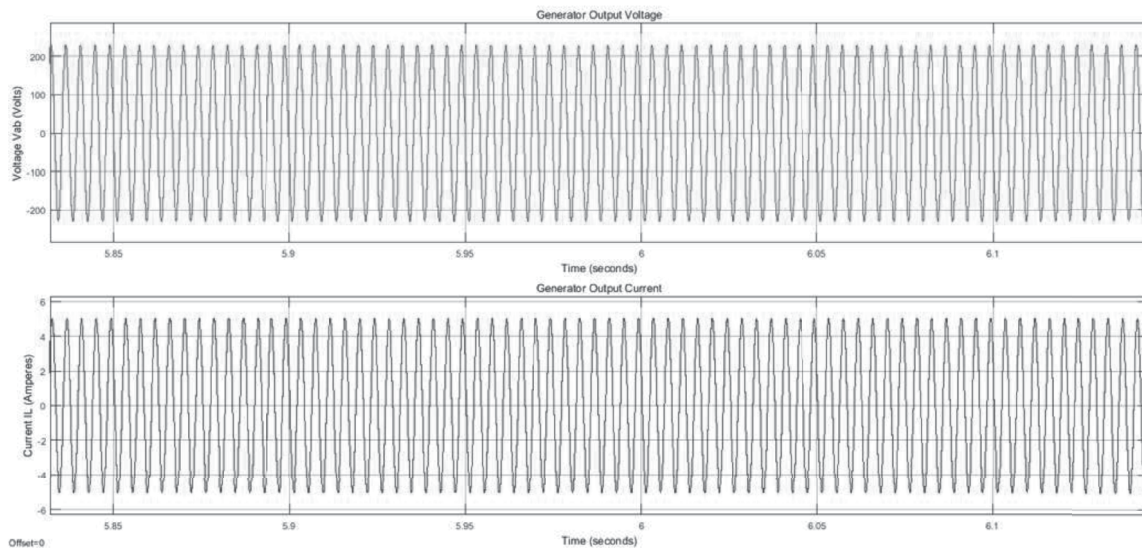 Generator Output Voltage
200
100
0
-100
-200
Voltage Vab (Volts)
5.85 5.9 5.95 6 6.05 6.1
Time (seconds)
Generator Output Current
6
4
2
0
-2
-4
-6
Current IL (Amperes)
5.85 5.9 5.95 6 6.05 6.1
Time (seconds)
Offset=0